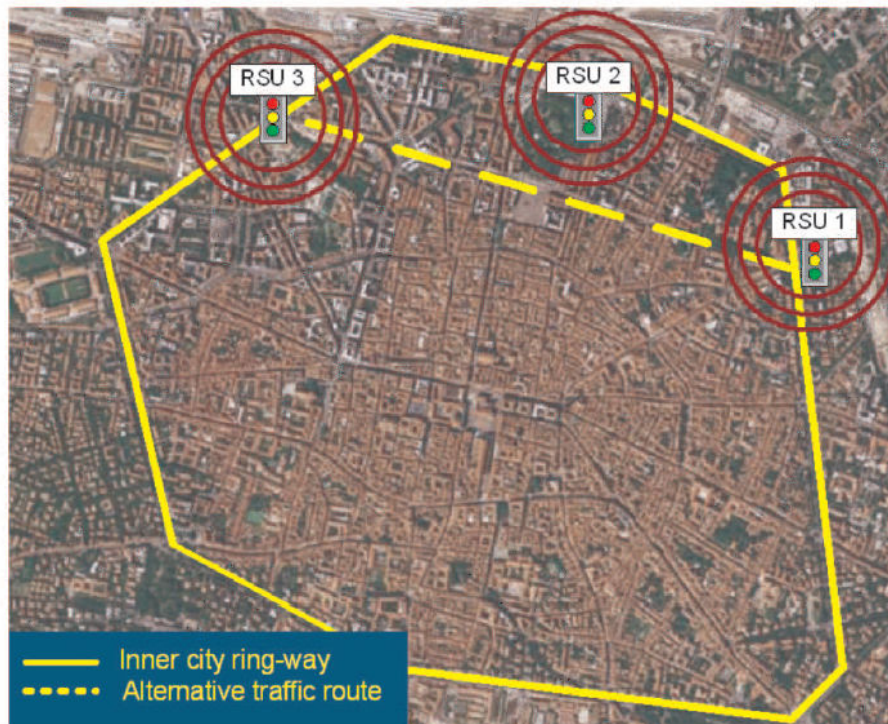 RSU 3
RSU 2
RSU 1
Inner city ring-way
Alternative traffic route